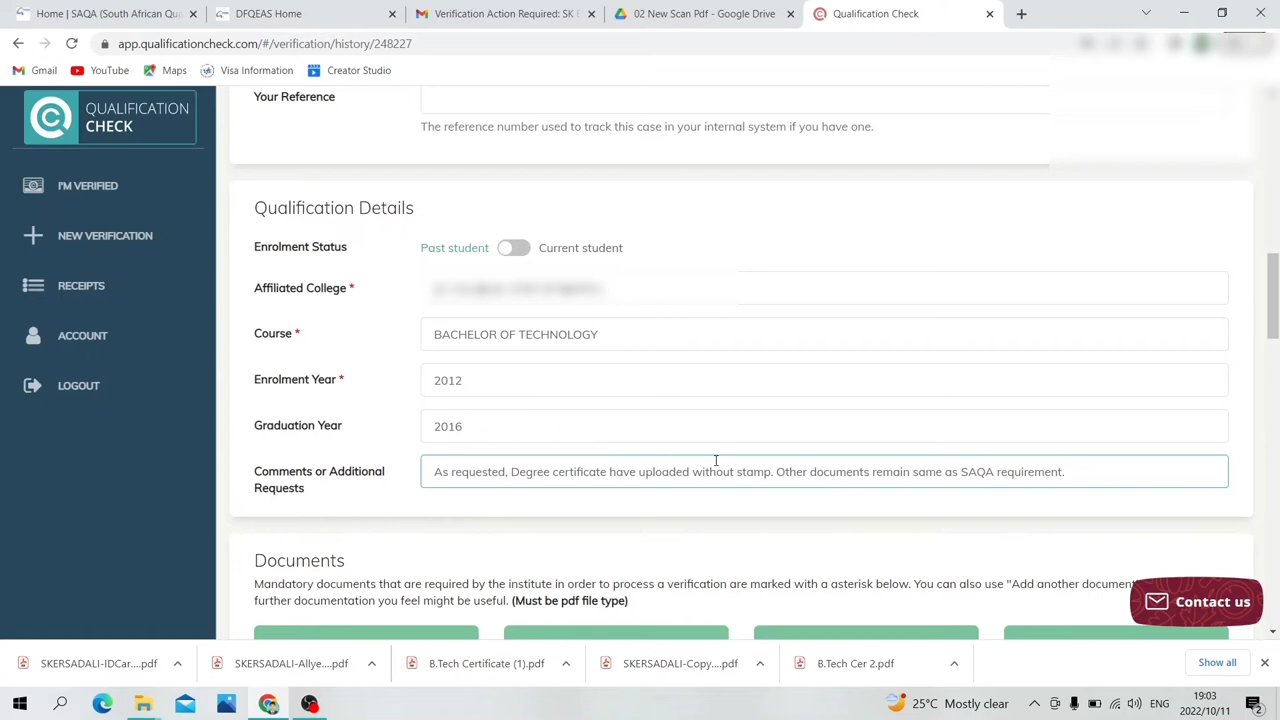 Home | SAQA (South African Qu
DFQEAS Home
Verification Action Required: SK E
02 New Scan Pdf - Google Drive
Qualification Check
app.qualificationcheck.com/#/verification/history/248227
Gmail
YouTube
Maps
Visa Information
Creator Studio
QUALIFICATION
CHECK
I'M VERIFIED
NEW VERIFICATION
RECEIPTS
ACCOUNT
LOGOUT
Your Reference
The reference number used to track this case in your internal system if you have one.
Qualification Details
Enrolment Status
Past student
Current student
Affiliated College *
Course *
BACHELOR OF TECHNOLOGY
Enrolment Year *
2012
Graduation Year
2016
Comments or Additional
Requests
As requested, Degree certificate have uploaded without stamp. Other documents remain same as SAQA requirement.
Documents
Mandatory documents that are required by the institute in order to process a verification are marked with a asterisk below. You can also use "Add another document
further documentation you feel might be useful. (Must be pdf file type)
Contact us
SKERSADALI-IDCar....pdf
SKERSADALI-Allye....pdf
B.Tech Certificate (1).pdf
SKERSADALI-Copy....pdf
B.Tech Cer 2.pdf
Show all
25°C Mostly clear
ENG
19:03
2022/10/11
2